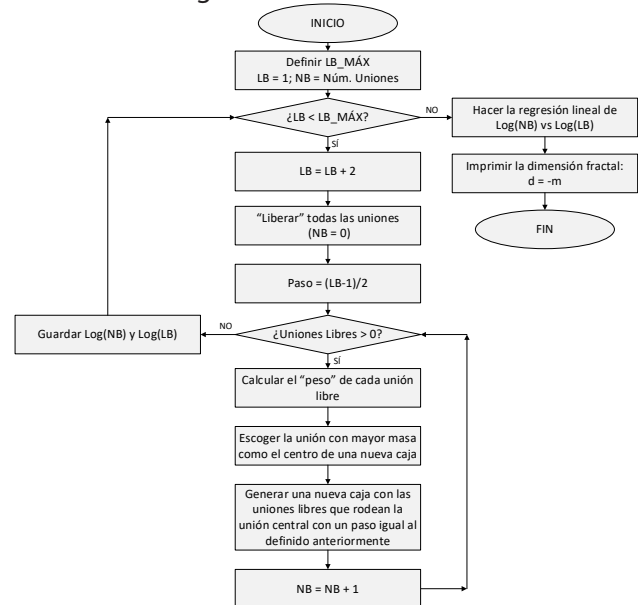 INICIO
Definir LB_MÁX
LB = 1; NB = Núm. Uniones
¿LB < LB_MÁX?
NO
Hacer la regresión lineal de
Log(NB) vs Log(LB)
Imprimir la dimensión fractal:
d = -m
FIN
SÍ
LB = LB + 2
“Liberar” todas las uniones
(NB = 0)
Paso = (LB-1)/2
¿Uniones Libres > 0?
NO
Guardar Log(NB) y Log(LB)
SÍ
Calcular el “peso” de cada unión
libre
Escoger la unión con mayor masa
como el centro de una nueva caja
Generar una nueva caja con las
uniones libres que rodean la
unión central con un paso igual al
definido anteriormente
NB = NB + 1